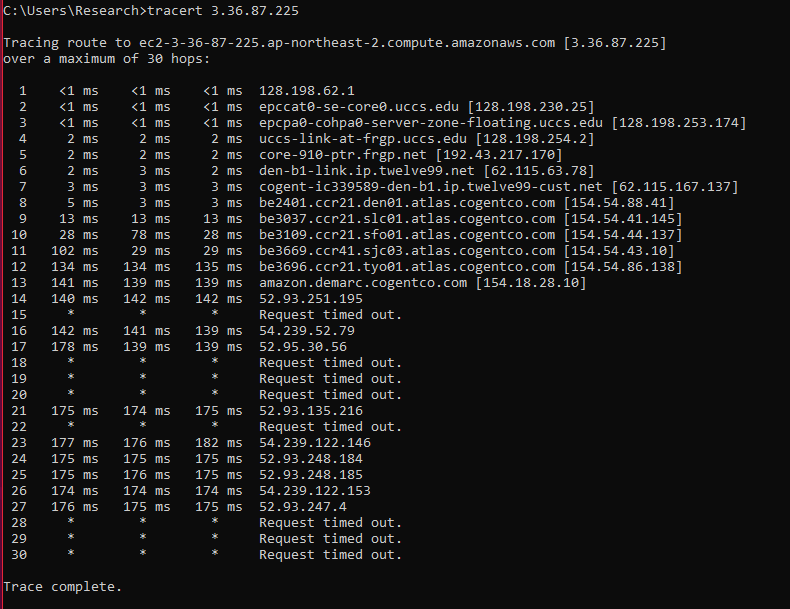 C:\Users\Research>tracert 3.36.87.225
Tracing route to ec2-3-36-87-225.ap-northeast-2.compute.amazonaws.com [3.36.87.225]
over a maximum of 30 hops:
1 <1 ms <1 ms <1 ms 128.198.62.1
2 <1 ms <1 ms <1 ms epccat0-se-core0.uccs.edu [128.198.230.25]
3 <1 ms <1 ms <1 ms epcpa0-cohpa0-server-zone-floating.uccs.edu [128.198.253.174]
4 2 ms 2 ms 2 ms uccs-link-at-frgp.uccs.edu [128.198.254.2]
5 2 ms 2 ms 2 ms core-910-ptr.frgp.net [192.43.217.170]
6 2 ms 3 ms 2 ms den-b1-link.ip.twelve99.net [62.115.63.78]
7 3 ms 3 ms 3 ms cogent-ic339589-den-b1.ip.twelve99-cust.net [62.115.167.137]
8 5 ms 3 ms 3 ms be2401.ccr21.den01.atlas.cogentco.com [154.54.88.41]
9 13 ms 13 ms 13 ms be3037.ccr21.slc01.atlas.cogentco.com [154.54.41.145]
10 28 ms 78 ms 28 ms be3109.ccr21.sfo01.atlas.cogentco.com [154.54.44.137]
11 102 ms 29 ms 29 ms be3669.ccr41.sjc03.atlas.cogentco.com [154.54.43.10]
12 134 ms 134 ms 135 ms be3696.ccr21.tyo01.atlas.cogentco.com [154.54.86.138]
13 141 ms 139 ms 139 ms amazon.demarc.cogentco.com [154.18.28.10]
14 140 ms 142 ms 142 ms 52.93.251.195
15 * * * Request timed out.
16 142 ms 141 ms 139 ms 54.239.52.79
17 178 ms 139 ms 139 ms 52.95.30.56
18 * * * Request timed out.
19 * * * Request timed out.
20 * * * Request timed out.
21 175 ms 174 ms 175 ms 52.93.135.216
22 * * * Request timed out.
23 177 ms 176 ms 182 ms 54.239.122.146
24 175 ms 175 ms 175 ms 52.93.248.184
25 175 ms 176 ms 175 ms 52.93.248.185
26 174 ms 174 ms 174 ms 54.239.122.153
27 176 ms 175 ms 175 ms 52.93.247.4
28 * * * Request timed out.
29 * * * Request timed out.
30 * * * Request timed out.
Trace complete.